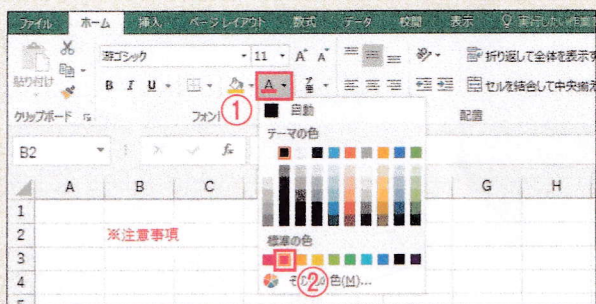 ファイル ホーム 挿入 ページレイアウト 数式 データ 校閲 表示
游ゴシック 11 A A 折り返して全体を表示す
貼り付け B I U A セルを結合して中央揃え
クリップボード フォント 配置
①
自動
テーマの色
B2 fx
A B C G H
1
2 ※注意事項
3
4
標準の色
②
色(M)...